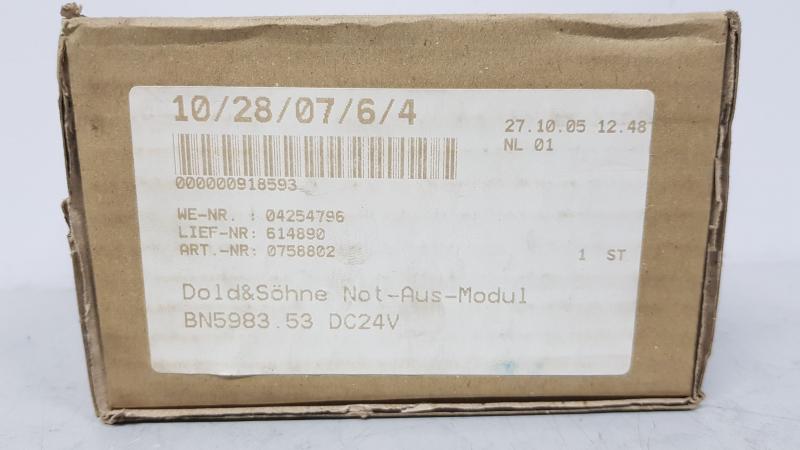 10/28/07/6/4
27.10.05 12.48
NL 01
000000918593
WE-NR. : 04254796
LIEF-NR: 614890
ART.-NR: 0758802
1 ST
Dold&Söhne Not-Aus-Modul
BN5983.53 DC24V